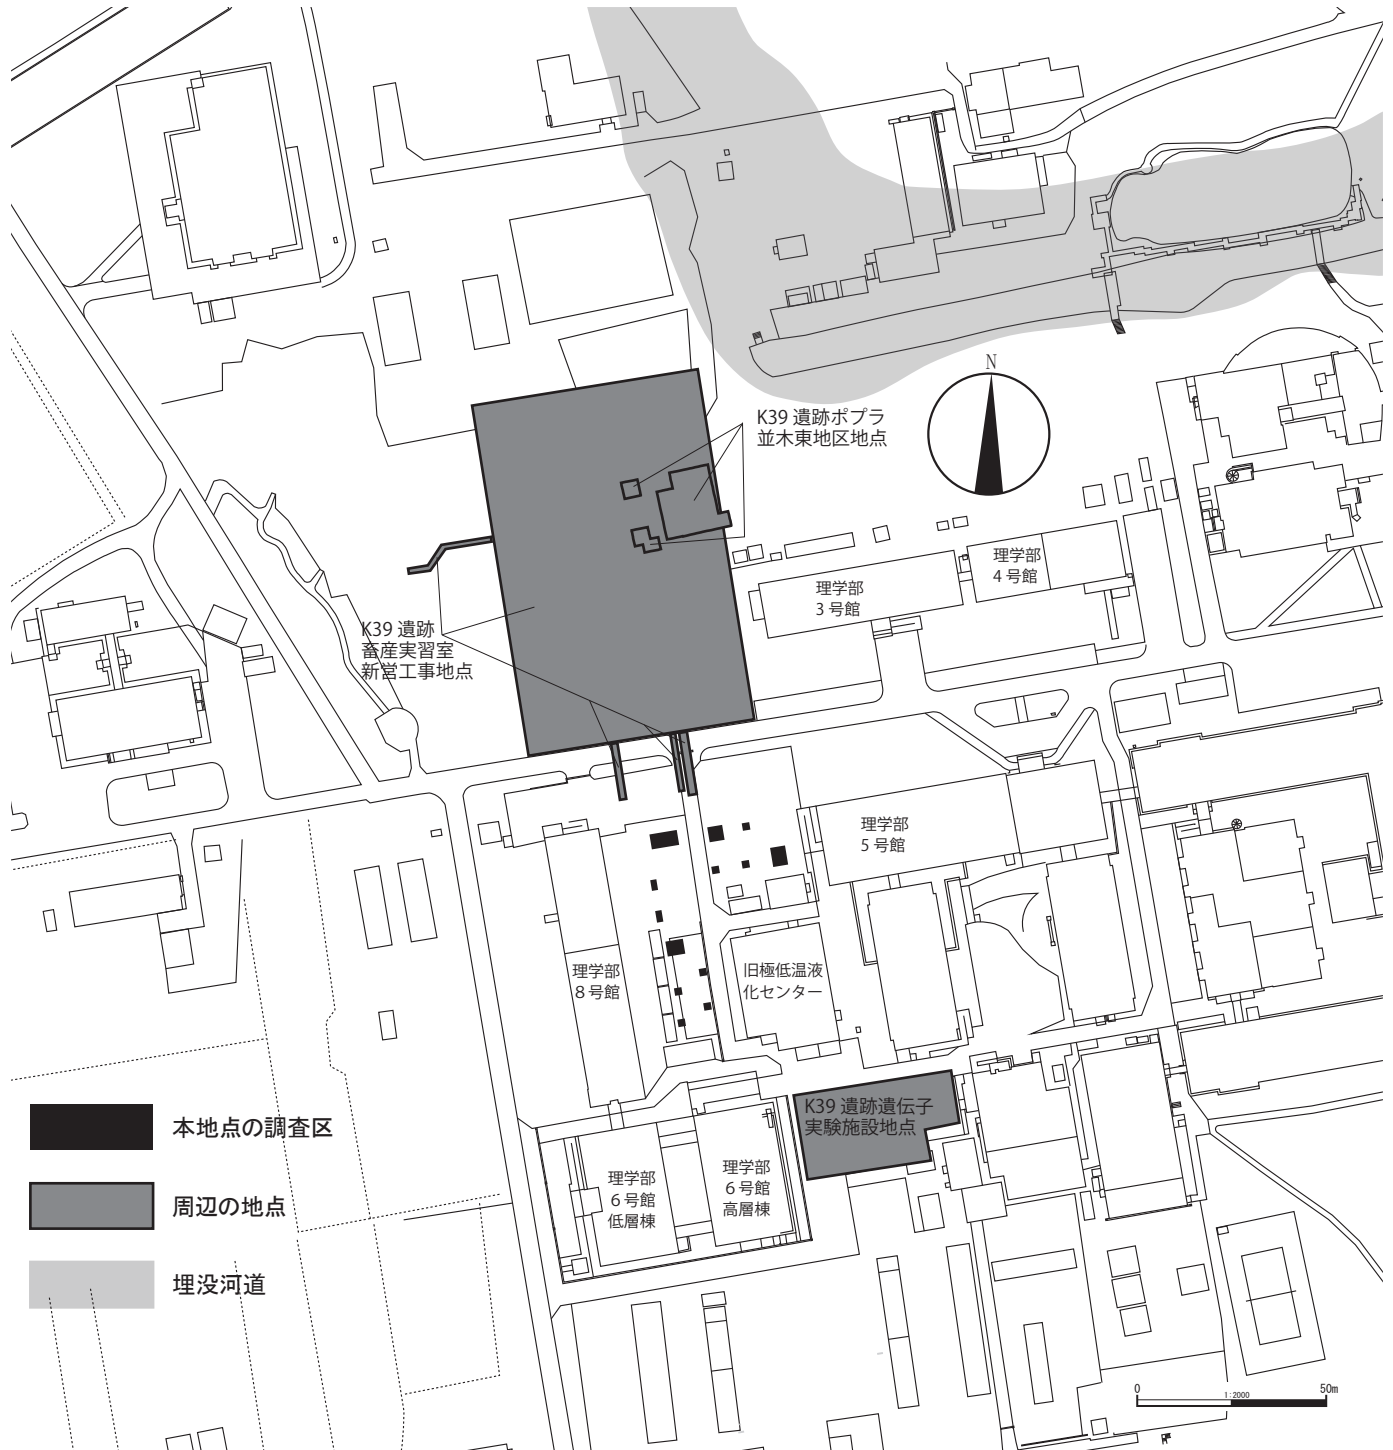 N
K39 遺跡ポプラ
並木東地区地点
理学部
4 号館
理学部
3 号館
K39 遺跡
畜産実習室
新営工事地点
理学部
5 号館
理学部
8 号館
旧極低温液
化センター
K39 遺跡遺伝子
実験施設地点
理学部
6 号館
低層棟
理学部
6 号館
高層棟
本地点の調査区
周辺の地点
埋没河道
0
1:2000
50m